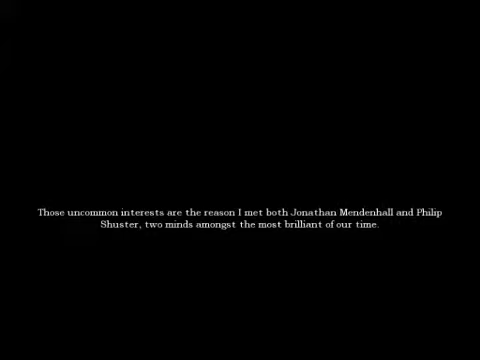 Those uncommon interests are the reason I met both Jonathan Mendenhall and Philip
Shuster, two minds amongst the most brilliant of our time.